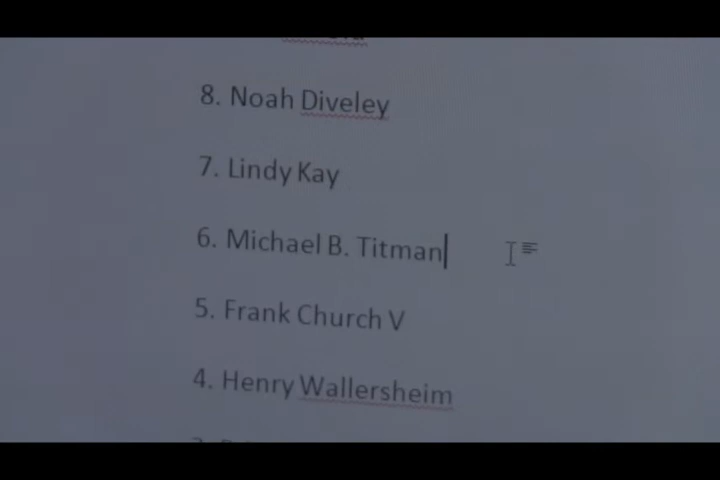 8. Noah Diveley
7. Lindy Kay
6. Michael B. Titman
5. Frank Church V
4. Henry Wallersheim